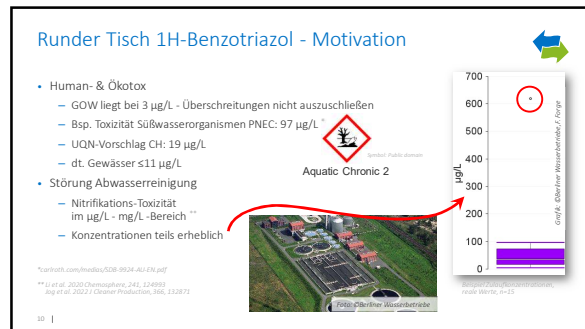 Runder Tisch 1H-Benzotriazol - Motivation
• Human- & Ökotox
– GOW liegt bei 3 µg/L - Überschreitungen nicht auszuschließen
– Bsp. Toxizität Süßwasserorganismen PNEC: 97 µg/L *
– UQN-Vorschlag CH: 19 µg/L
– dt. Gewässer ≤11 µg/L
Symbol: Public domain
Aquatic Chronic 2
• Störung Abwasserreinigung
– Nitrifikations-Toxizität
im µg/L - mg/L -Bereich **
– Konzentrationen teils erheblich
*carlroth.com/medias/SDB-9924-AU-EN.pdf
** Li et al. 2020 Chemosphere, 241, 124993
Jog et al. 2022 J Cleaner Production, 366, 132871
Foto: ©Berliner Wasserbetriebe
700
600
500
400
300
200
100
0
µg/L
Grafik: ©Berliner Wasserbetriebe, F. Forge
Beispiel Zulaufkonzentrationen,
reale Werte, n=15
10 |